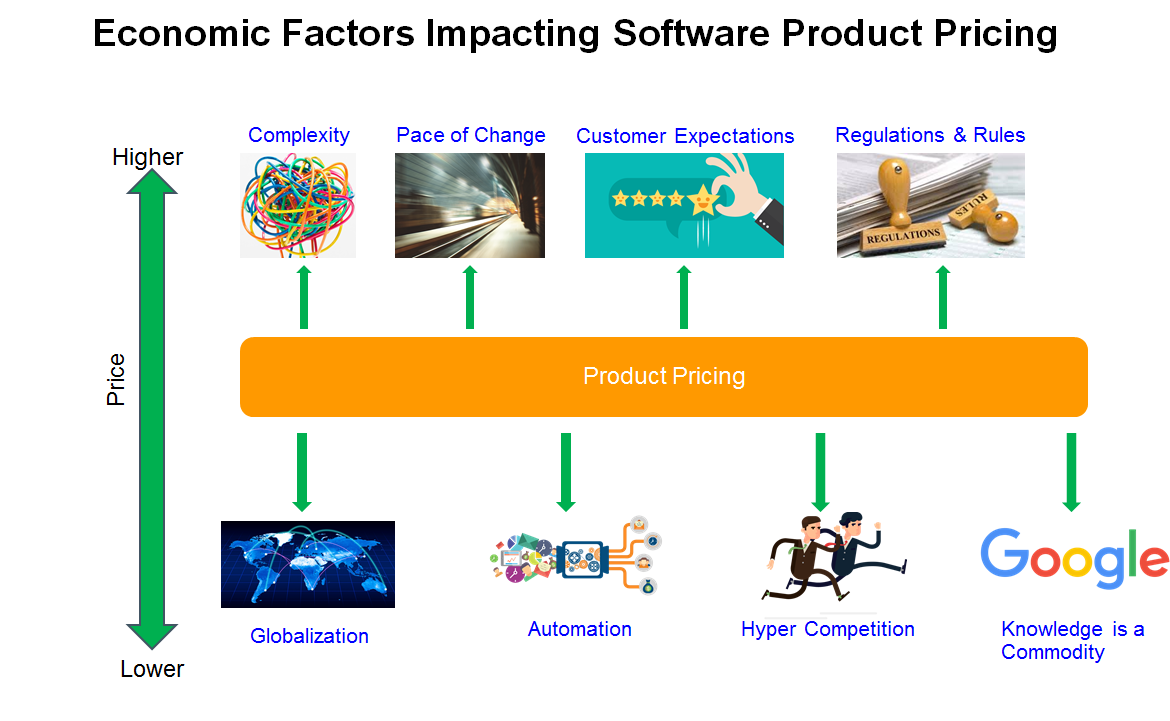 Economic Factors Impacting Software Product Pricing
Complexity
Pace of Change
Customer Expectations
Regulations & Rules
Higher
REGULATIONS
RULES
Price
Product Pricing
Google
Globalization
Automation
Hyper Competition
Knowledge is a
Commodity
Lower